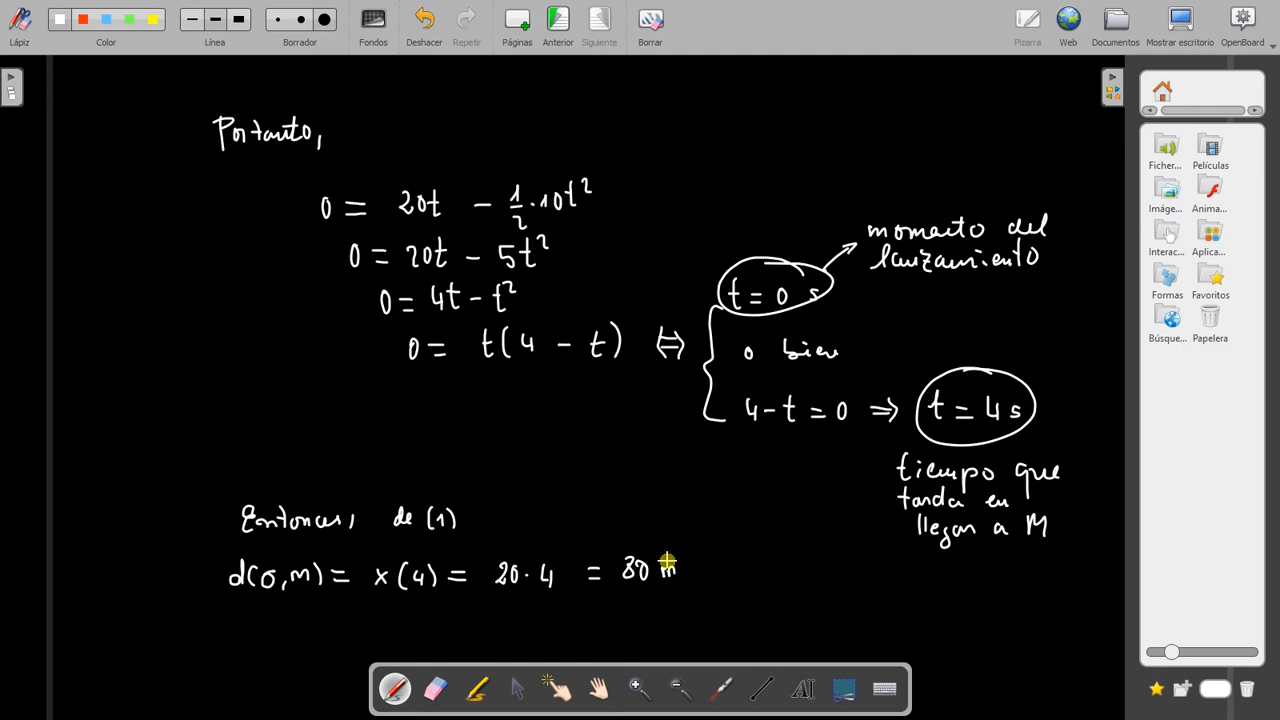 Lápiz
Color
Línea
Borrador
Fondos
Deshacer
Repetir
Páginas
Anterior
Siguiente
Borrar
Pizarra
Web
Documentos
Mostrar escritorio
OpenBoard
Por tanto,
0 = 20t - 1/2 · 10t²
0 = 20t - 5t²
0 = 4t - t²
0 = t(4 - t) ⇔
t = 0 s
momento del
lanzamiento
o bien
4 - t = 0 ⇒ t = 4 s
tiempo que
tarda en
llegar a M
Entonces, de (1)
d(O,M) = x(4) = 20 · 4 = 80 m
Ficher...
Películas
Imáge...
Anima...
Interac...
Aplica...
Formas
Favoritos
Búsque...
Papelera